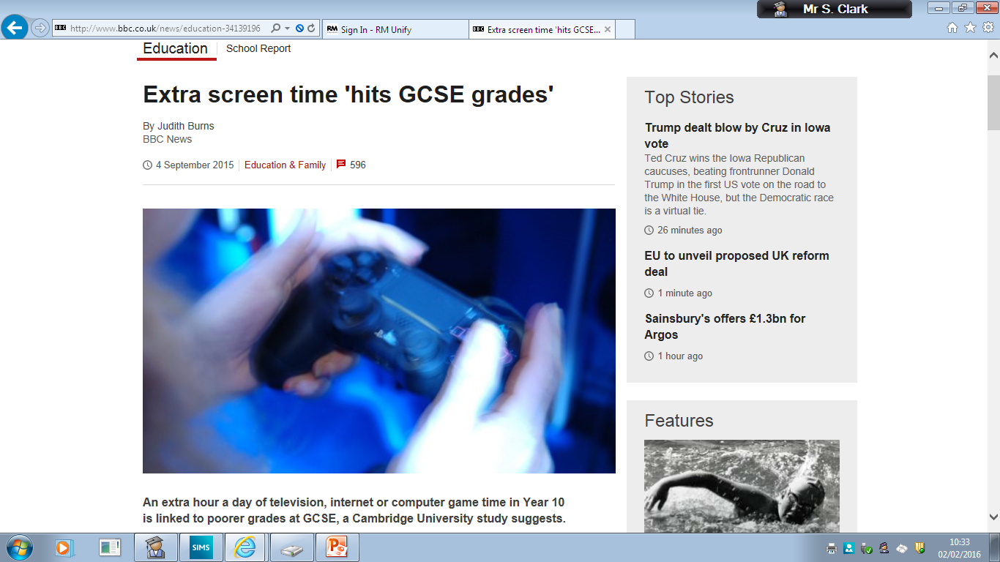 Mr S. Clark
http://www.bbc.co.uk/news/education-34139196
RM Sign In - RM Unify
BBC Extra screen time 'hits GCSE...
Education
School Report
Extra screen time 'hits GCSE grades'
By Judith Burns
BBC News
4 September 2015
Education & Family
596
An extra hour a day of television, internet or computer game time in Year 10
is linked to poorer grades at GCSE, a Cambridge University study suggests.
Top Stories
Trump dealt blow by Cruz in Iowa
vote
Ted Cruz wins the Iowa Republican
caucuses, beating frontrunner Donald
Trump in the first US vote on the road to
the White House, but the Democratic race
is a virtual tie.
26 minutes ago
EU to unveil proposed UK reform
deal
1 minute ago
Sainsbury's offers £1.3bn for
Argos
1 hour ago
Features
SIMS
10:33
02/02/2016